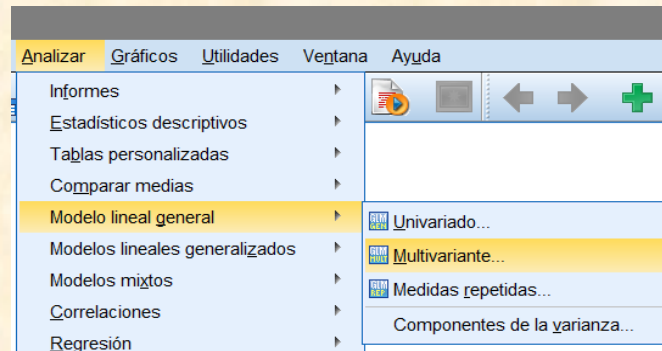 Analizar Gráficos Utilidades Ventana Ayuda
Informes
Estadísticos descriptivos
Tablas personalizadas
Comparar medias
Modelo lineal general
Modelos lineales generalizados
Modelos mixtos
Correlaciones
Regresión
Univariado...
Multivariante...
Medidas repetidas...
Componentes de la varianza...